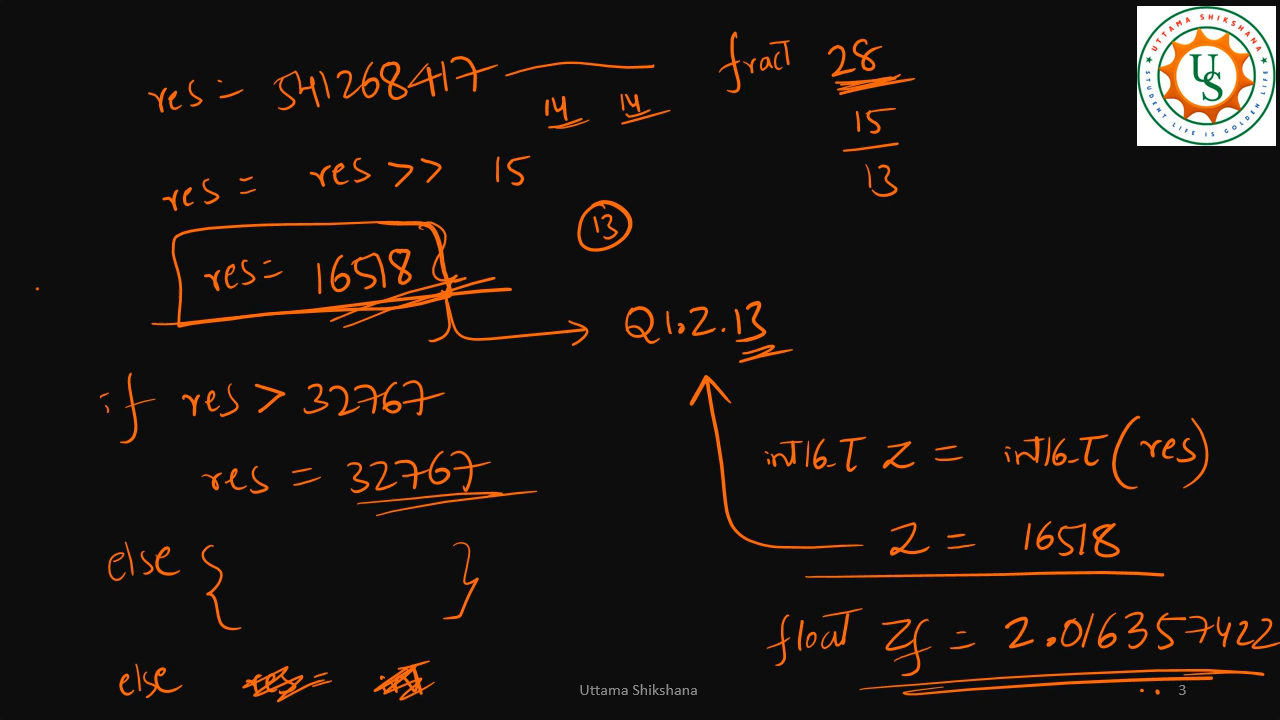 res = 541268417
14 14
fract 28
15
13
res = res >> 15
13
res = 16518
Q1.2.13
if res > 32767
res = 32767
else {
}
else
int16_t z = int16_t (res)
z = 16518
float zf = 2.016357422
Uttama Shikshana
3
UTTAMA SHIKSHANA
US
STUDENT LIFE IS GOLDEN LIFE